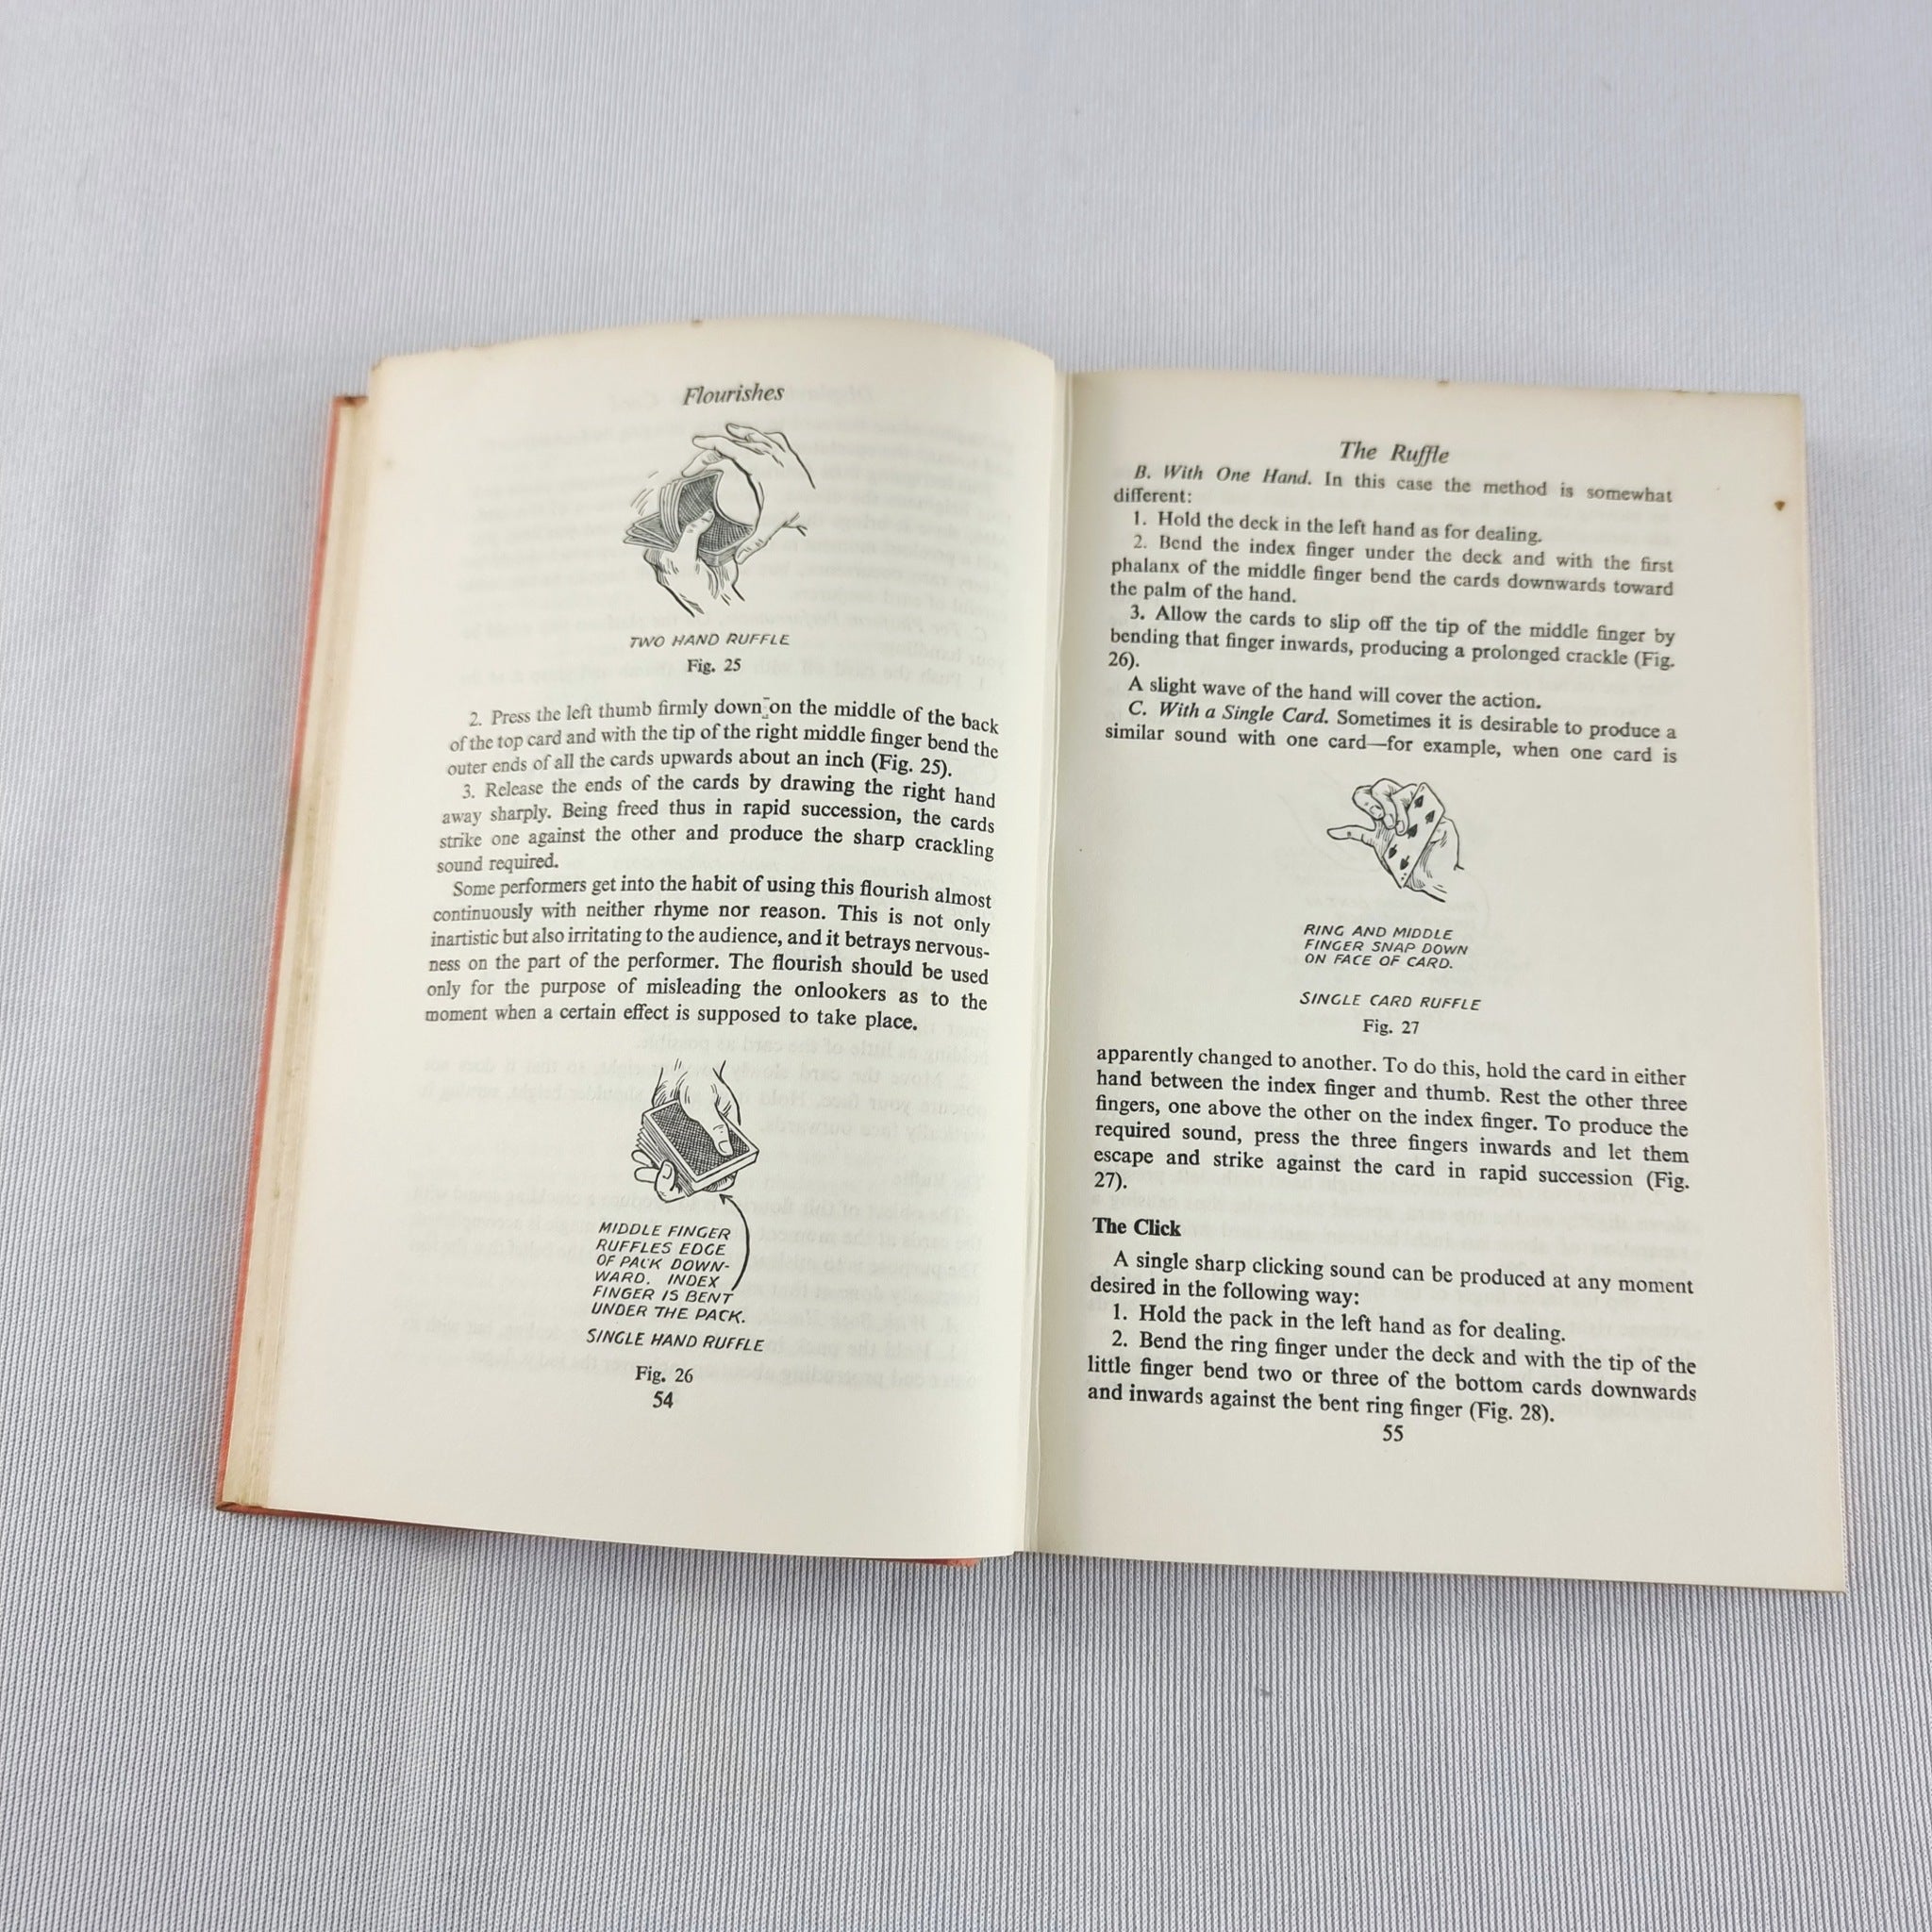 Flourishes
TWO HAND RUFFLE
Fig. 25
2. Press the left thumb firmly down on the middle of the back
of the top card and with the tip of the right middle finger bend the
outer ends of all the cards upwards about an inch (Fig. 25).
3. Release the ends of the cards by drawing the right hand
away sharply. Being freed thus in rapid succession, the cards
strike one against the other and produce the sharp crackling
sound required.
Some performers get into the habit of using this flourish almost
continuously with neither rhyme nor reason. This is not only
inartistic but also irritating to the audience, and it betrays nervous-
ness on the part of the performer. The flourish should be used
only for the purpose of misleading the onlookers as to the
moment when a certain effect is supposed to take place.
MIDDLE FINGER
RUFFLES EDGE
OF PACK DOWN-
WARD. INDEX
FINGER IS BENT
UNDER THE PACK.
SINGLE HAND RUFFLE
Fig. 26
54
The Ruffle
B. With One Hand. In this case the method is somewhat
different:
1. Hold the deck in the left hand as for dealing.
2. Bend the index finger under the deck and with the first
phalanx of the middle finger bend the cards downwards toward
the palm of the hand.
3. Allow the cards to slip off the tip of the middle finger by
bending that finger inwards, producing a prolonged crackle (Fig.
26).
A slight wave of the hand will cover the action.
C. With a Single Card. Sometimes it is desirable to produce a
similar sound with one card—for example, when one card is
RING AND MIDDLE
FINGER SNAP DOWN
ON FACE OF CARD.
SINGLE CARD RUFFLE
Fig. 27
apparently changed to another. To do this, hold the card in either
hand between the index finger and thumb. Rest the other three
fingers, one above the other on the index finger. To produce the
required sound, press the three fingers inwards and let them
escape and strike against the card in rapid succession (Fig.
27).
The Click
A single sharp clicking sound can be produced at any moment
desired in the following way:
1. Hold the pack in the left hand as for dealing.
2. Bend the ring finger under the deck and with the tip of the
little finger bend two or three of the bottom cards downwards
and inwards against the bent ring finger (Fig. 28).
55